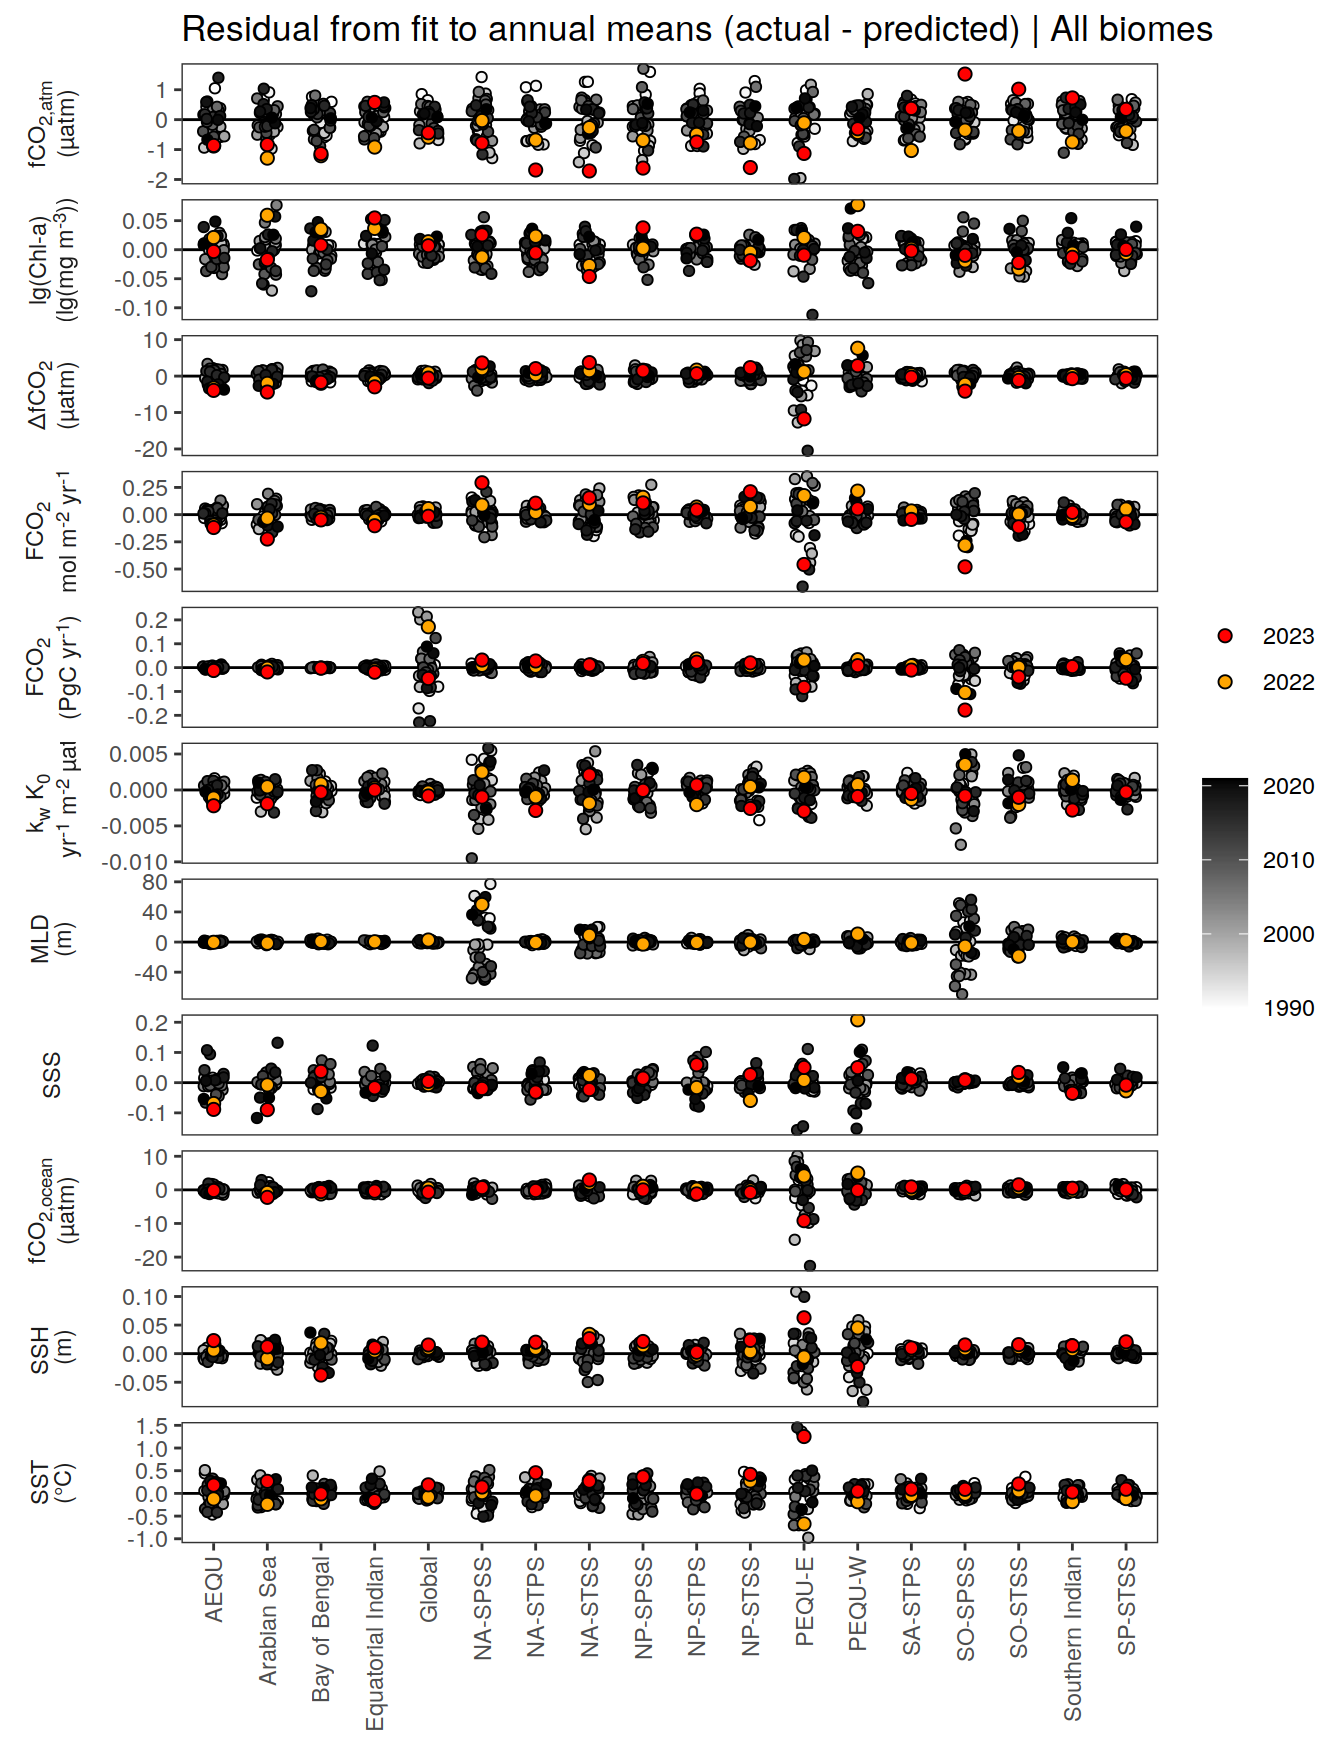 Residual from fit to annual means (actual - predicted) | All biomes
fCO2,atm
(µatm)
1
0
-1
-2
lg(Chl-a)
(lg(mg m-3))
0.05
0.00
-0.05
-0.10
ΔfCO2
(µatm)
10
0
-10
-20
FCO2
mol m-2 yr-1
0.25
0.00
-0.25
-0.50
FCO2
(PgC yr-1)
0.2
0.1
0.0
-0.1
-0.2
kw K0
yr-1 m-2 µat
0.005
0.000
-0.005
-0.010
MLD
(m)
80
40
0
-40
SSS
0.2
0.1
0.0
-0.1
fCO2,ocean
(µatm)
10
0
-10
-20
SSH
(m)
0.10
0.05
0.00
-0.05
SST
(°C)
1.5
1.0
0.5
0.0
-0.5
-1.0
AEQU
Arabian Sea
Bay of Bengal
Equatorial Indian
Global
NA-SPSS
NA-STPS
NA-STSS
NP-SPSS
NP-STPS
NP-STSS
PEQU-E
PEQU-W
SA-STPS
SO-SPSS
SO-STSS
Southern Indian
SP-STSS
2023
2022
2020
2010
2000
1990